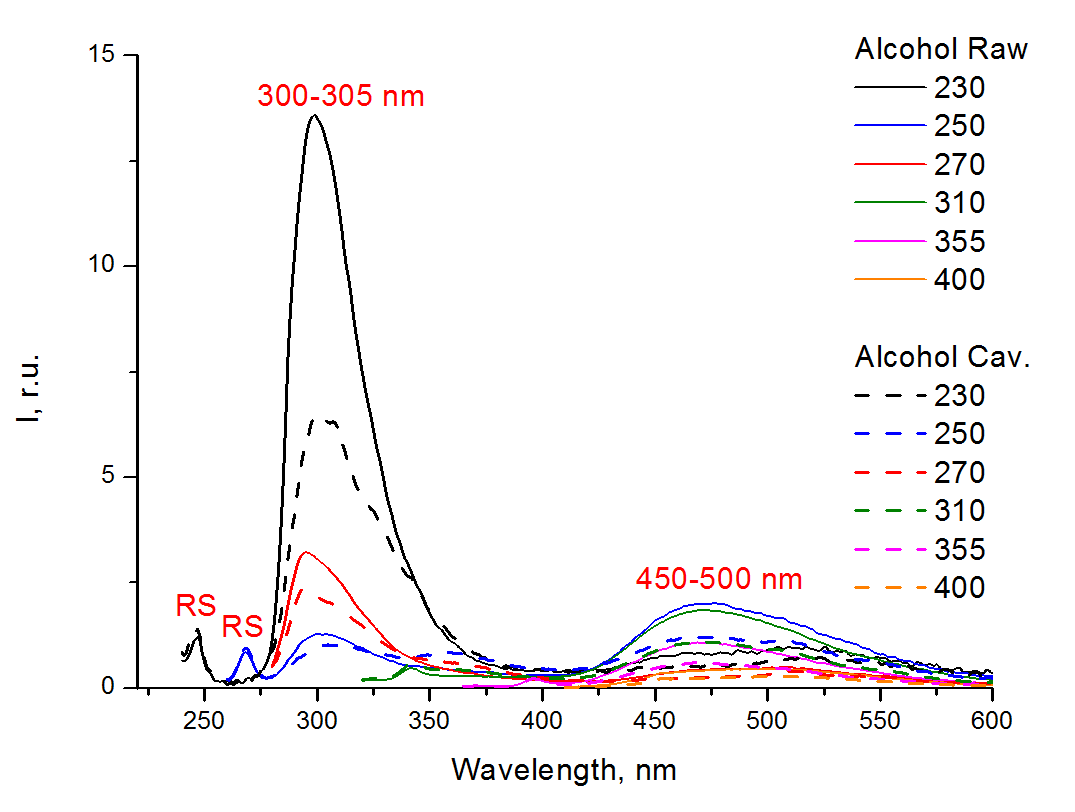 15
10
5
0
I, r.u.
300-305 nm
RS
RS
450-500 nm
Alcohol Raw
230
250
270
310
355
400
Alcohol Cav.
230
250
270
310
355
400
250 300 350 400 450 500 550 600
Wavelength, nm